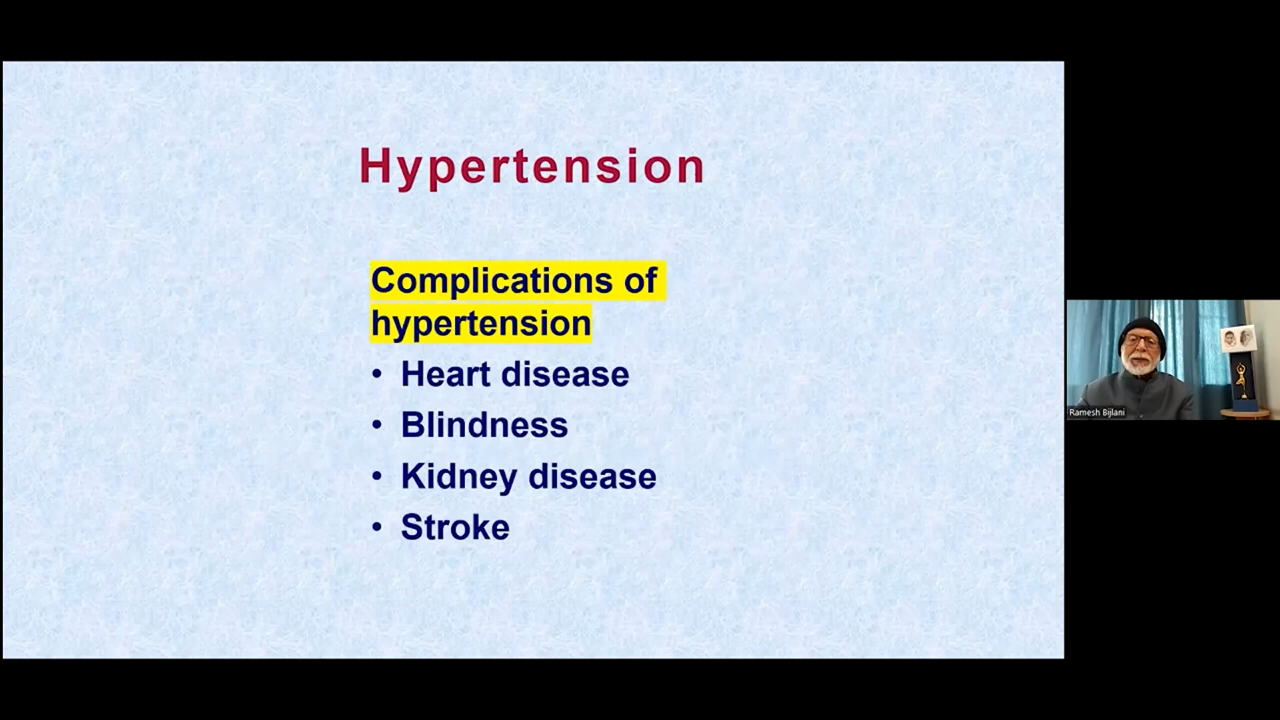 Hypertension
Complications of
hypertension
• Heart disease
• Blindness
• Kidney disease
• Stroke
Ramesh Bijlani